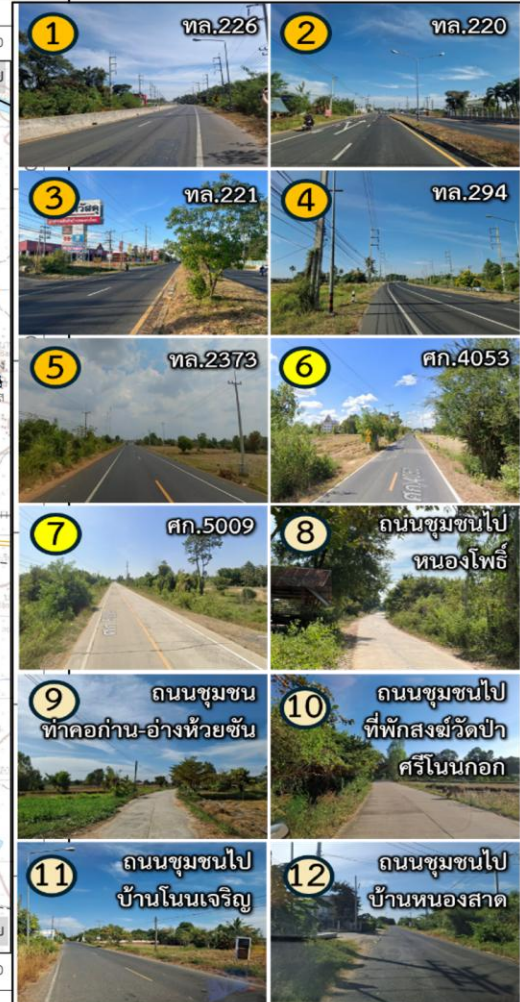 1
ทล.226
2
ทล.220
3
ทล.221
วัสดุ
4
ทล.294
5
ทล.2373
6
ศก.4053
7
ศก.5009
8
ถนนชุมชนไป
หนองโพธิ์
9
ถนนชุมชน
ท่าคอก่าน-อ่างห้วยซัน
10
ถนนชุมชนไป
ที่พักสงฆ์วัดป่า
ศรีโนนกอก
11
ถนนชุมชนไป
บ้านโนนเจริญ
12
ถนนชุมชนไป
บ้านหนองสาด